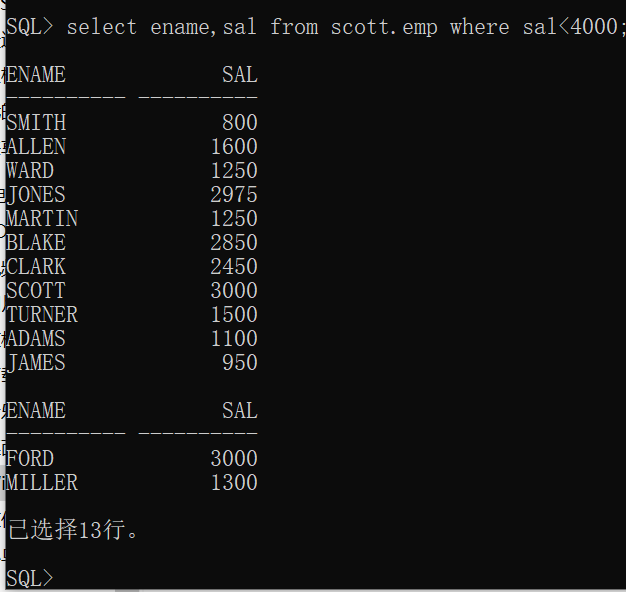 SQL> select ename,sal from scott.emp where sal<4000;
ENAME SAL
---------- ----------
SMITH 800
ALLEN 1600
WARD 1250
JONES 2975
MARTIN 1250
BLAKE 2850
CLARK 2450
SCOTT 3000
TURNER 1500
ADAMS 1100
JAMES 950
ENAME SAL
---------- ----------
FORD 3000
MILLER 1300
已选择13行。
SQL>